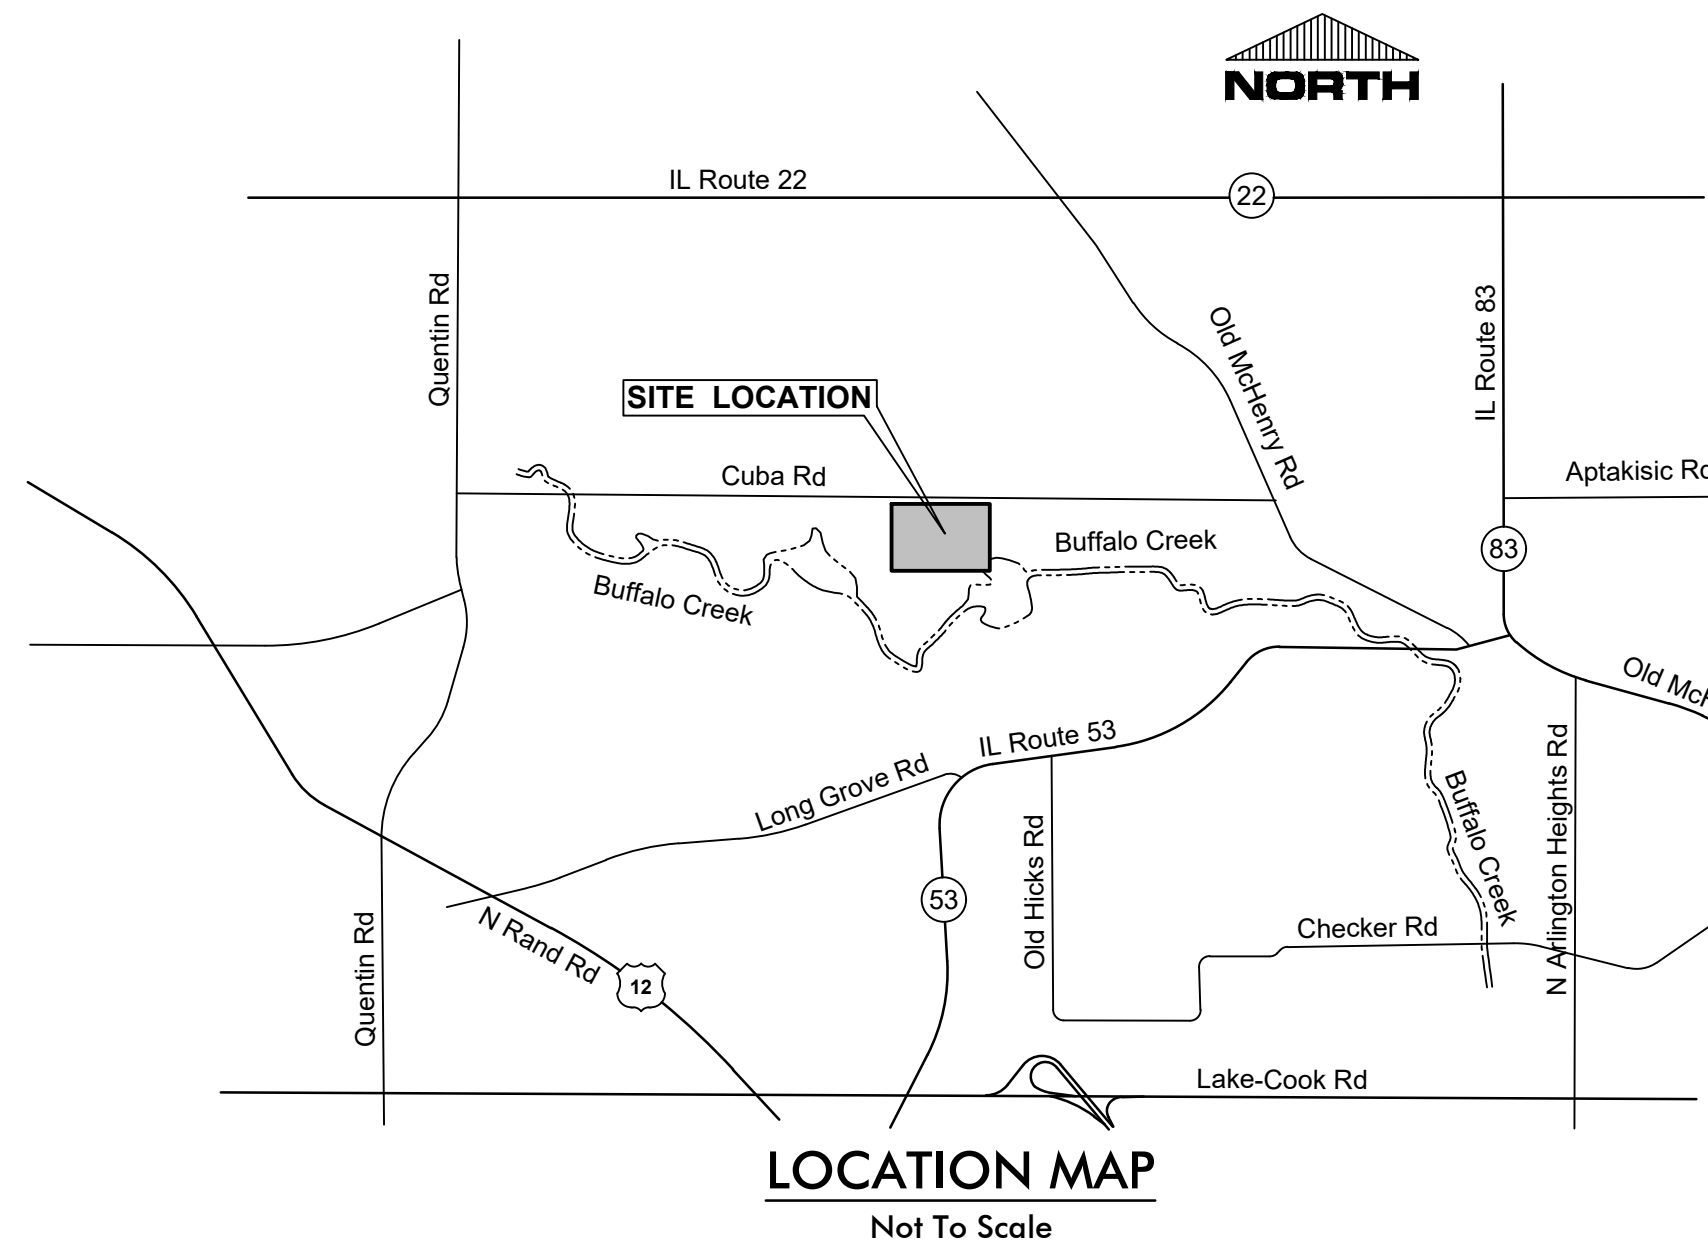 NORTH
IL Route 22
22
Quentin Rd
IL Route 83
Old McHenry Rd
SITE LOCATION
Cuba Rd
Aptakisic Rd
Buffalo Creek
83
Buffalo Creek
Old McH
IL Route 53
Long Grove Rd
N Arlington Heights Rd
Buffalo Creek
Old Hicks Rd
53
Checker Rd
N Rand Rd
12
Quentin Rd
Lake-Cook Rd
LOCATION MAP
Not To Scale